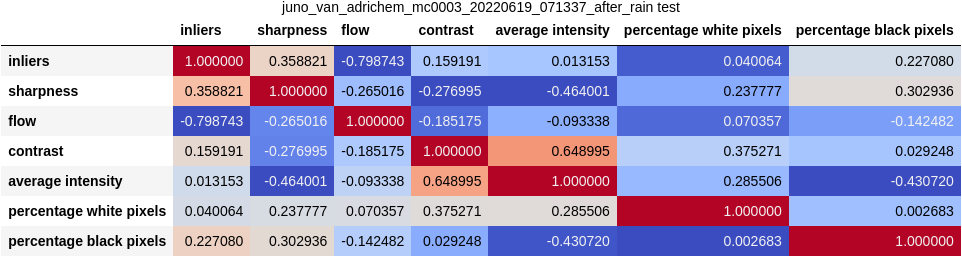 juno_van_adrichem_mc0003_20220619_071337_after_rain test
inliers sharpness flow contrast average intensity percentage white pixels percentage black pixels
inliers 1.000000 0.358821 -0.798743 0.159191 0.013153 0.040064 0.227080
sharpness 0.358821 1.000000 -0.265016 -0.276995 -0.464001 0.237777 0.302936
flow -0.798743 -0.265016 1.000000 -0.185175 -0.093338 0.070357 -0.142482
contrast 0.159191 -0.276995 -0.185175 1.000000 0.648995 0.375271 0.029248
average intensity 0.013153 -0.464001 -0.093338 0.648995 1.000000 0.285506 -0.430720
percentage white pixels 0.040064 0.237777 0.070357 0.375271 0.285506 1.000000 0.002683
percentage black pixels 0.227080 0.302936 -0.142482 0.029248 -0.430720 0.002683 1.000000